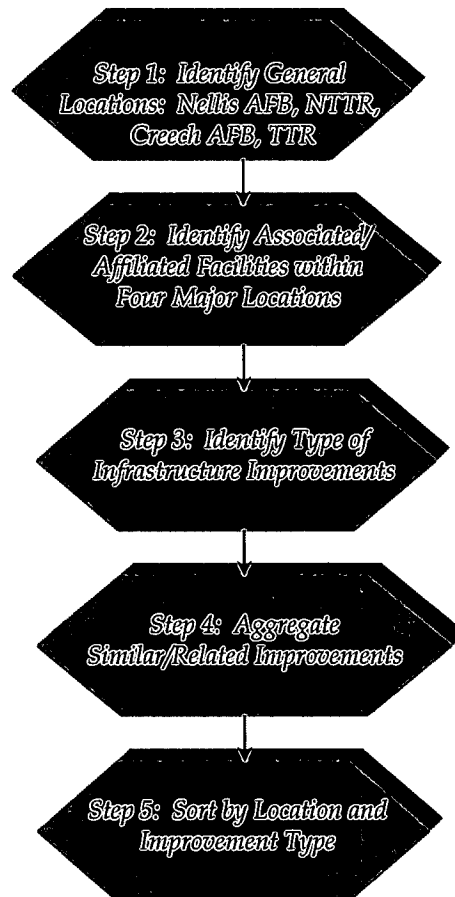 Step 1: Identify General
Locations: Nellis AFB, NTTR,
Creech AFB, TTR
Step 2: Identify Associated/
Affiliated Facilities within
Four Major Locations
Step 3: Identify Type of
Infrastructure Improvements
Step 4: Aggregate
Similar/Related Improvements
Step 5: Sort by Location and
Improvement Type